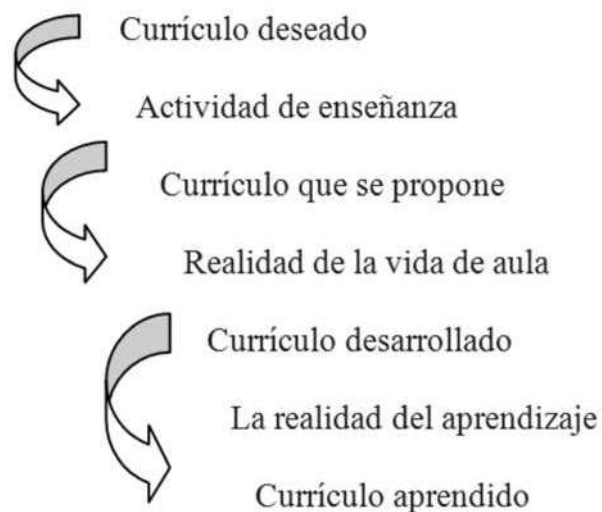 Currículo deseado
Actividad de enseñanza
Currículo que se propone
Realidad de la vida de aula
Currículo desarrollado
La realidad del aprendizaje
Currículo aprendido